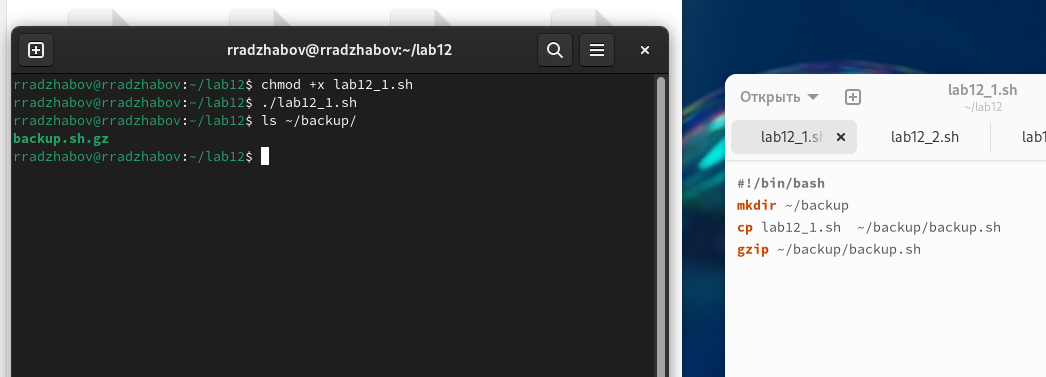 rradzhabov@rradzhabov:~/lab12
rradzhabov@rradzhabov:~/lab12$ chmod +x lab12_1.sh
rradzhabov@rradzhabov:~/lab12$ ./lab12_1.sh
rradzhabov@rradzhabov:~/lab12$ ls ~/backup/
backup.sh.gz
rradzhabov@rradzhabov:~/lab12$
Открыть
lab12_1.sh
~/lab12
lab12_1.sh
lab12_2.sh
lab1
#!/bin/bash
mkdir ~/backup
cp lab12_1.sh  ~/backup/backup.sh
gzip ~/backup/backup.sh